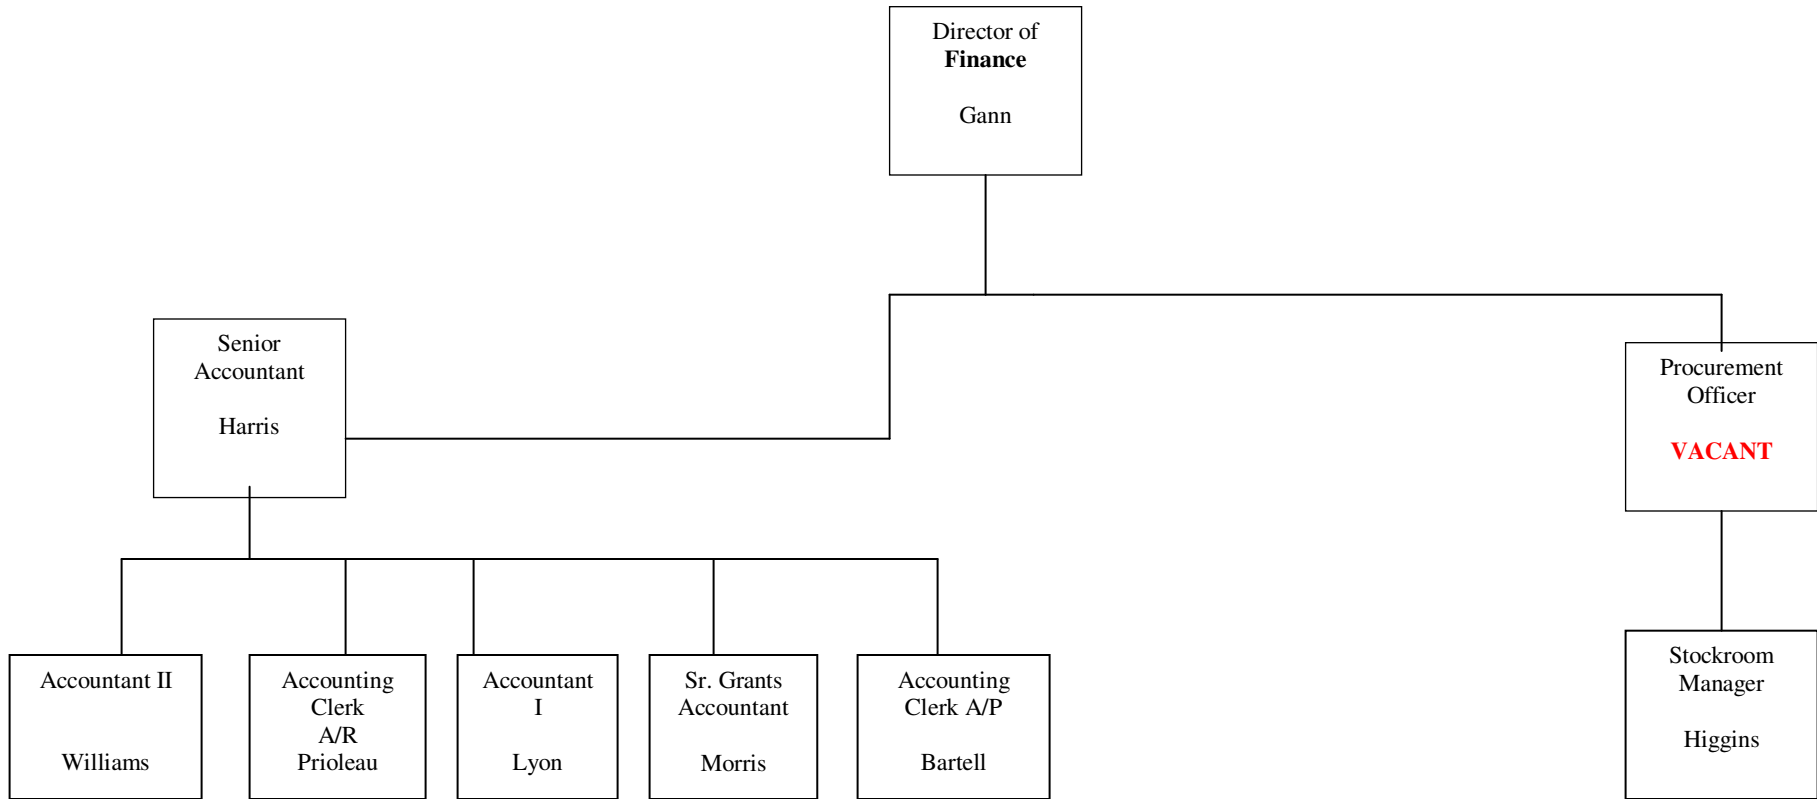 Director of
Finance
Gann
Senior
Accountant
Harris
Procurement
Officer
VACANT
Accountant II
Williams
Accounting
Clerk
A/R
Prioleau
Accountant
I
Lyon
Sr. Grants
Accountant
Morris
Accounting
Clerk A/P
Bartell
Stockroom
Manager
Higgins